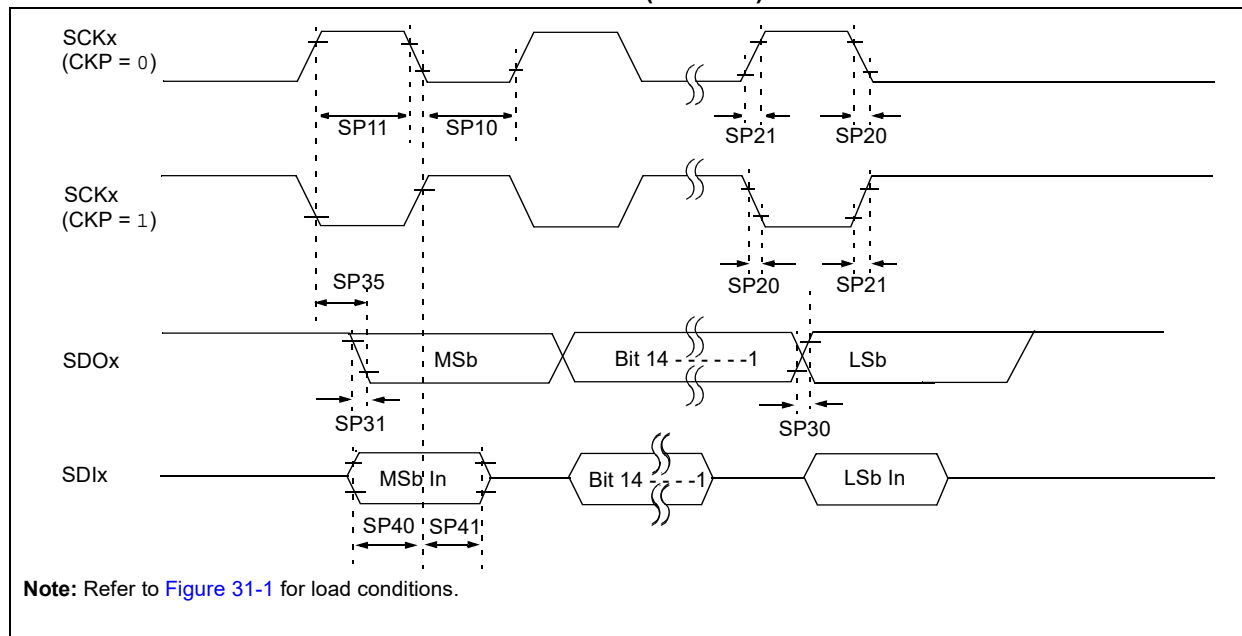 SCKx
(CKP = 0)
SP11
SP10
SP21
SP20
SCKx
(CKP = 1)
SP35
SP20
SP21
SDOx
MSb
Bit 14 - - - - - -1
LSb
SP31
SP30
SDIx
MSb In
Bit 14 - - - -1
LSb In
SP40
SP41
Note: Refer to Figure 31-1 for load conditions.